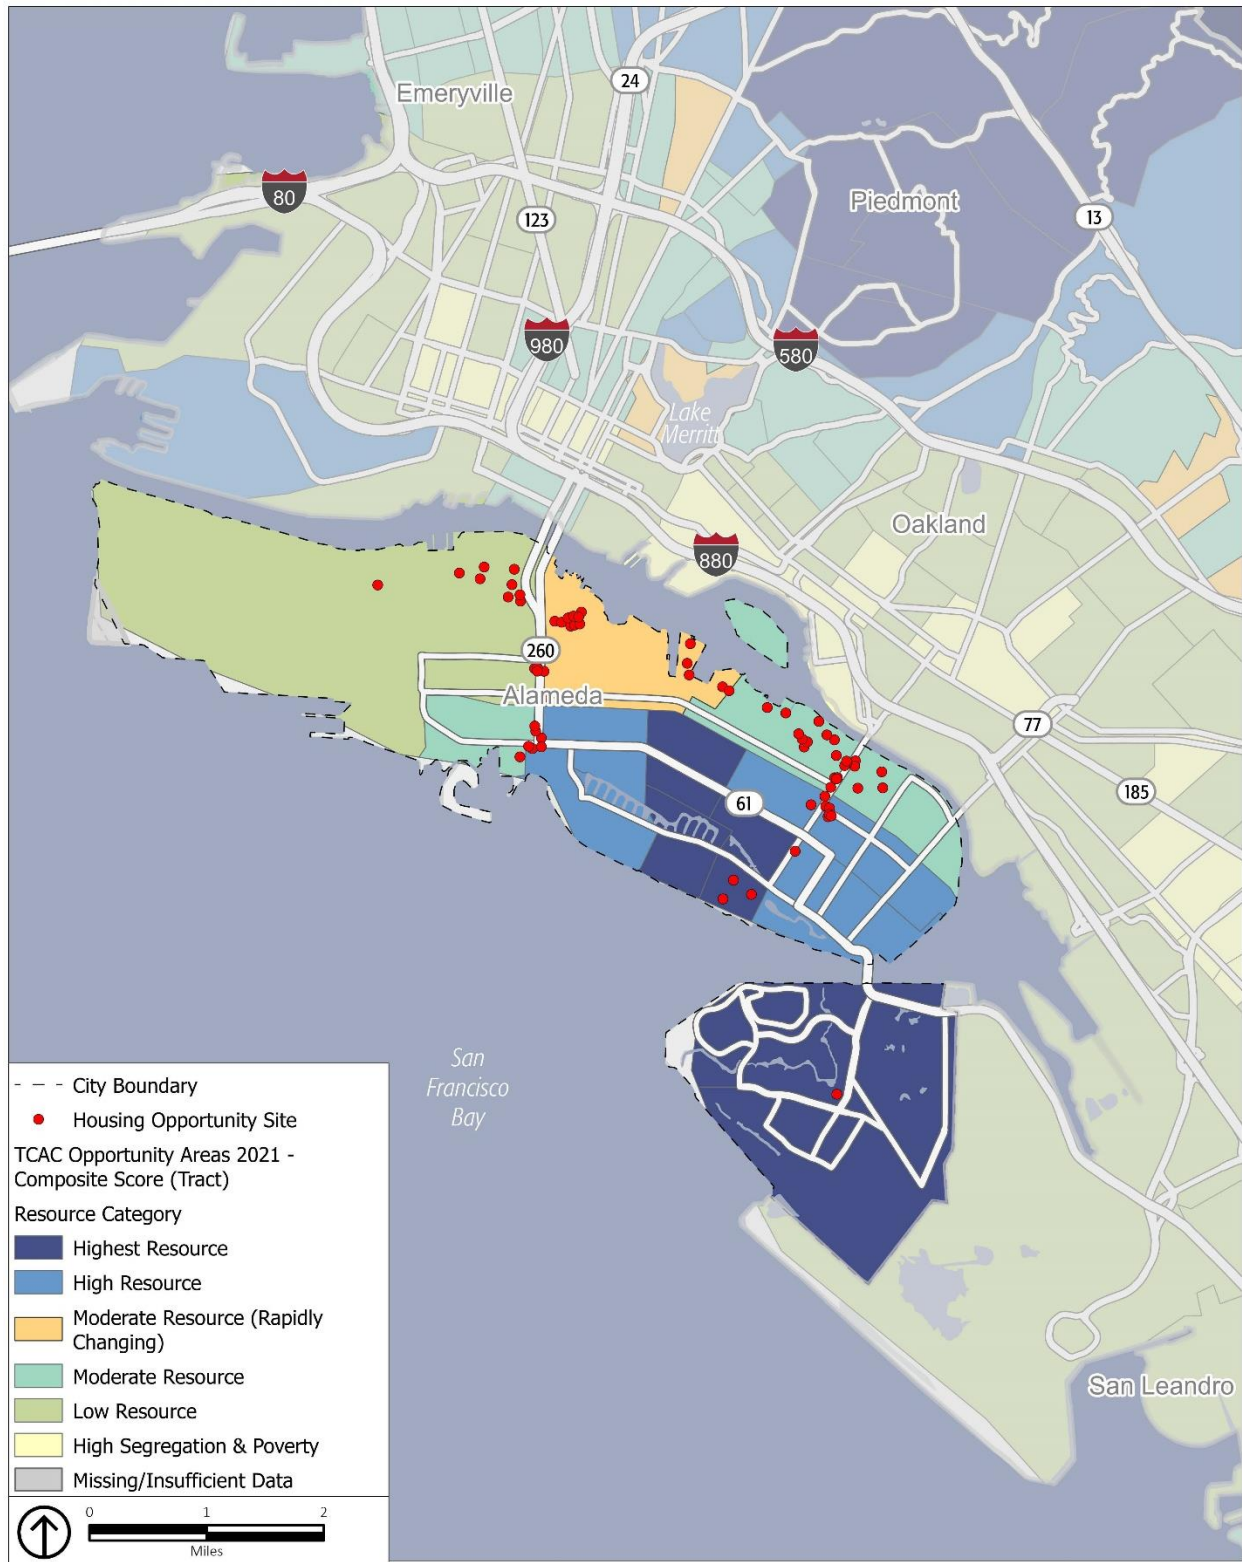 24
Emeryville
80
Piedmont
123
13
980
580
Lake
Merritt
Oakland
880
260
Alameda
77
185
61
San
Francisco
Bay
City Boundary
Housing Opportunity Site
TCAC Opportunity Areas 2021 -
Composite Score (Tract)
Resource Category
Highest Resource
High Resource
Moderate Resource (Rapidly
Changing)
Moderate Resource
Low Resource
High Segregation & Poverty
Missing/Insufficient Data
San Leandro
0 1 2
Miles